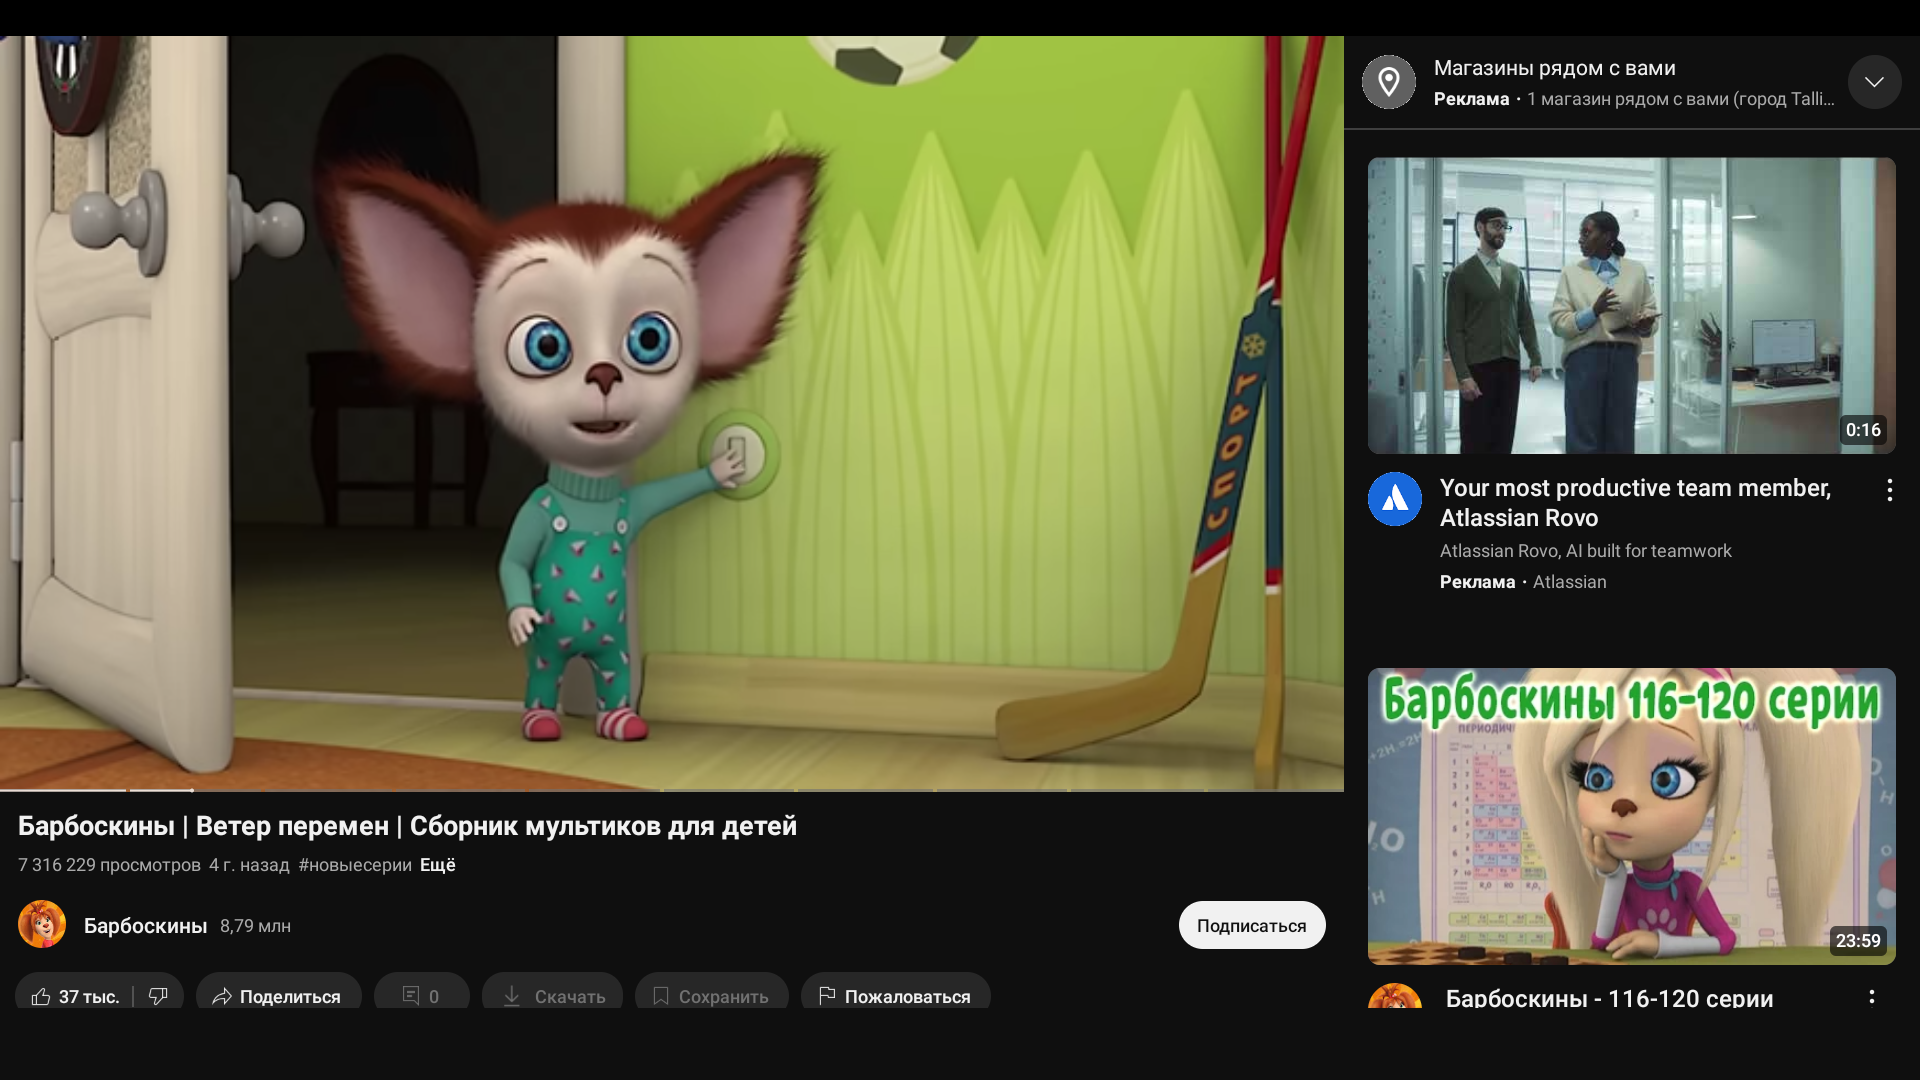 СПОРТ
Барбоскины | Ветер перемен | Сборник мультиков для детей
7 316 229 просмотров 4 г. назад #новыесерии Ещё
Барбоскины 8,79 млн
Подписаться
37 тыс.
Поделиться
0
Скачать
Сохранить
Пожаловаться
Магазины рядом с вами
Реклама · 1 магазин рядом с вами (город Talli...
0:16
Your most productive team member,
Atlassian Rovo
Atlassian Rovo, AI built for teamwork
Реклама · Atlassian
Барбоскины 116-120 серии
23:59
Барбоскины - 116-120 серии